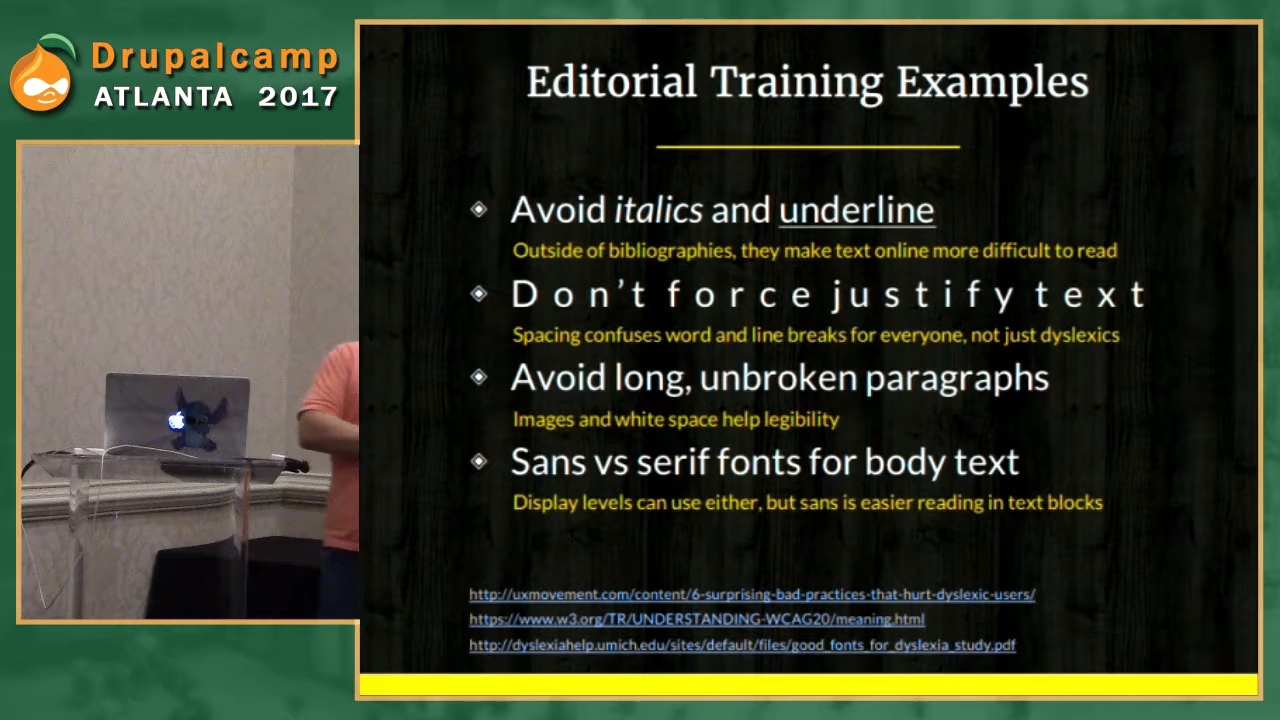 Drupalcamp
ATLANTA 2017
Editorial Training Examples
Avoid italics and underline
Outside of bibliographies, they make text online more difficult to read
Don’t force justify text
Spacing confuses word and line breaks for everyone, not just dyslexics
Avoid long, unbroken paragraphs
Images and white space help legibility
Sans vs serif fonts for body text
Display levels can use either, but sans is easier reading in text blocks
http://uxmovement.com/content/6-surprising-bad-practices-that-hurt-dyslexic-users/
https://www.w3.org/TR/UNDERSTANDING-WCAG20/meaning.html
http://dyslexiahelp.umich.edu/sites/default/files/good_fonts_for_dyslexia_study.pdf